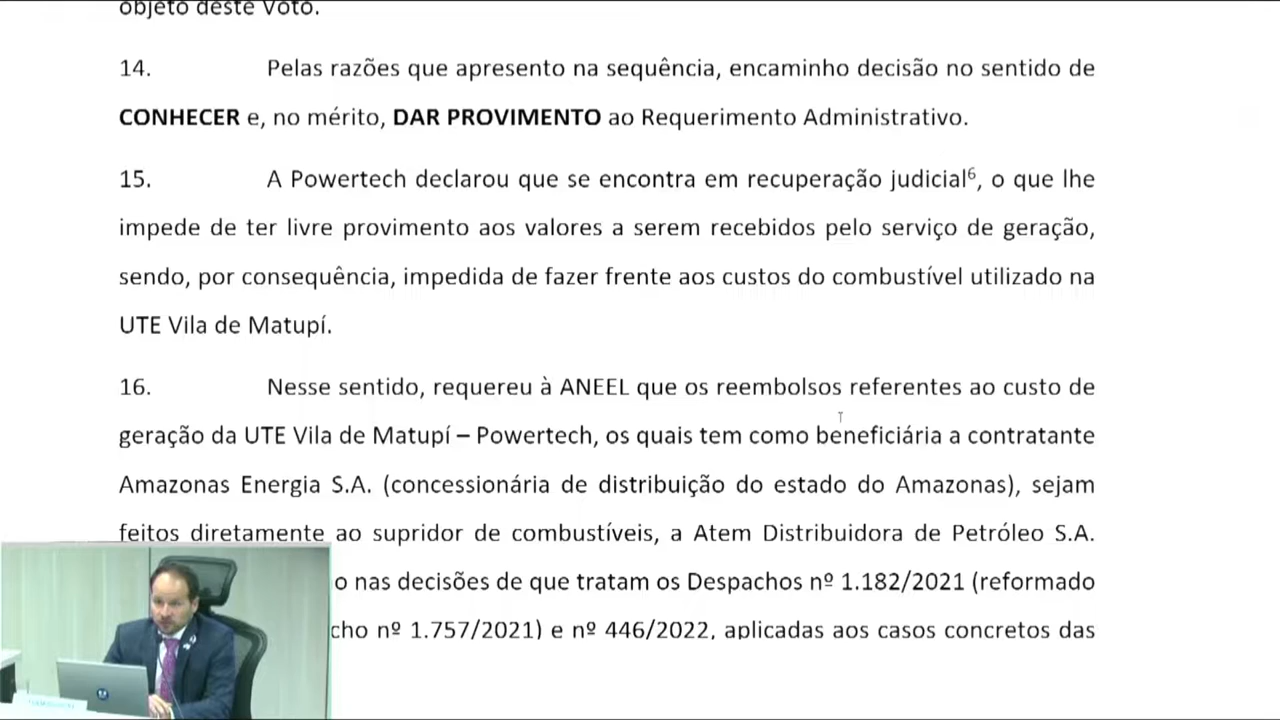 objeto deste Voto.
14. Pelas razões que apresento na sequência, encaminho decisão no sentido de
CONHECER e, no mérito, DAR PROVIMENTO ao Requerimento Administrativo.
15. A Powertech declarou que se encontra em recuperação judicial⁶, o que lhe
impede de ter livre provimento aos valores a serem recebidos pelo serviço de geração,
sendo, por consequência, impedida de fazer frente aos custos do combustível utilizado na
UTE Vila de Matupí.
16. Nesse sentido, requereu à ANEEL que os reembolsos referentes ao custo de
geração da UTE Vila de Matupí – Powertech, os quais tem como beneficiária a contratante
Amazonas Energia S.A. (concessionária de distribuição do estado do Amazonas), sejam
feitos diretamente ao supridor de combustíveis, a Atem Distribuidora de Petróleo S.A.
o nas decisões de que tratam os Despachos nº 1.182/2021 (reformado
cho nº 1.757/2021) e nº 446/2022, aplicadas aos casos concretos das